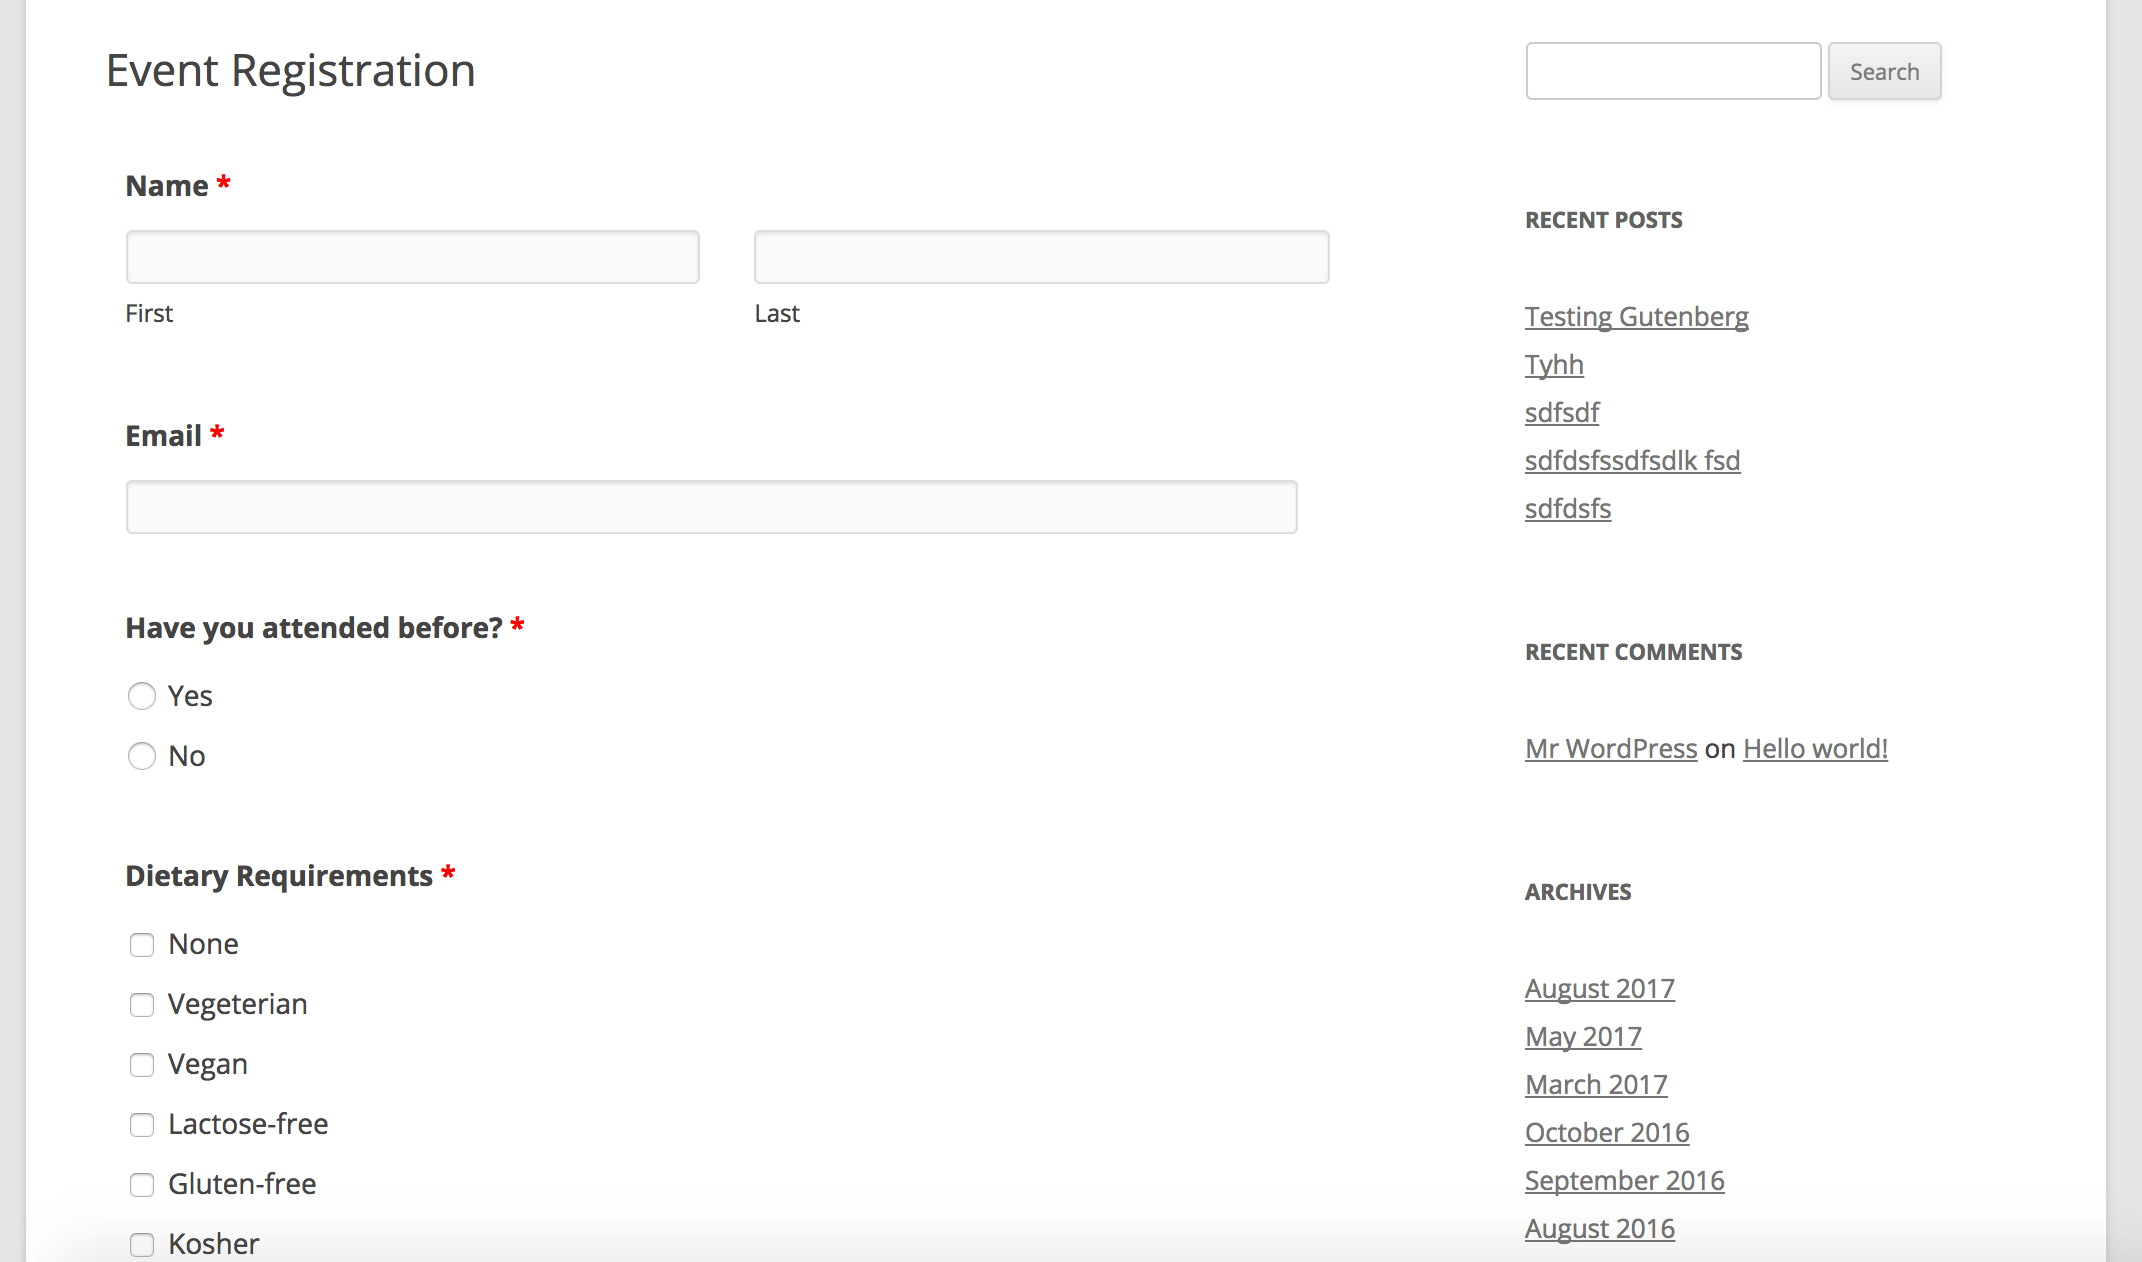 Event Registration
Name *
First
Last
Email *
Have you attended before? *
Yes
No
Dietary Requirements *
None
Vegeterian
Vegan
Lactose-free
Gluten-free
Kosher
Search
RECENT POSTS
Testing Gutenberg
Tyhh
sdfsdf
sdfdsfssdfsdlk fsd
sdfdsfs
RECENT COMMENTS
Mr WordPress on Hello world!
ARCHIVES
August 2017
May 2017
March 2017
October 2016
September 2016
August 2016